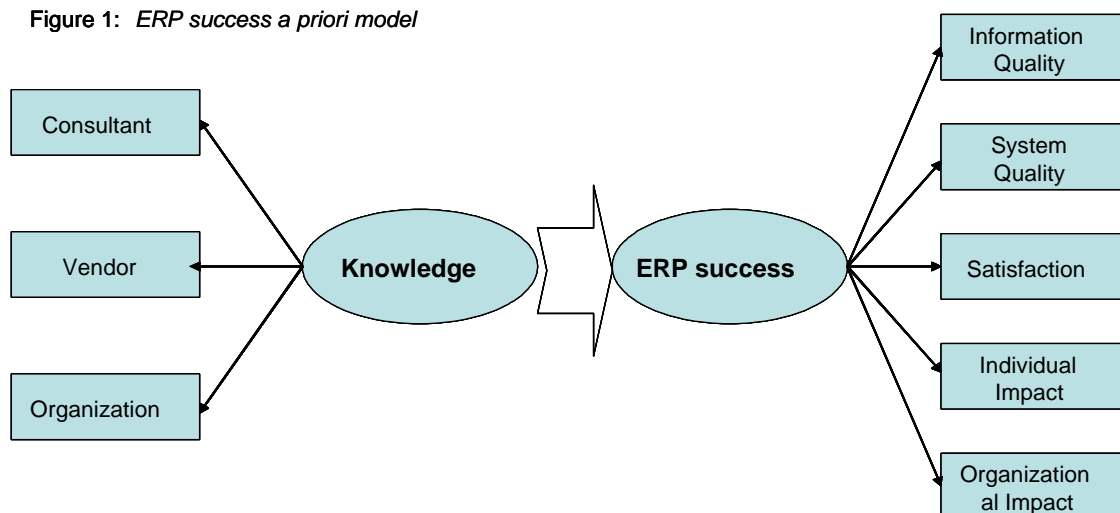 Figure 1: ERP success a priori model
Consultant
Vendor
Organization
Knowledge
ERP success
Information
Quality
System
Quality
Satisfaction
Individual
Impact
Organization
al Impact